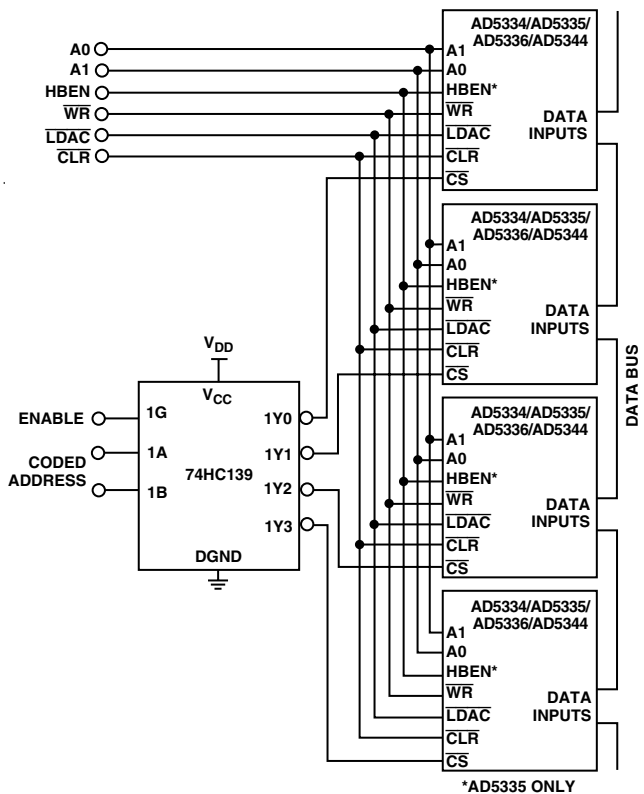 A0
A1
HBEN
WR
LDAC
CLR
AD5334/AD5335/
AD5336/AD5344
A1
A0
HBEN*
WR
LDAC
CLR
CS
DATA
INPUTS
AD5334/AD5335/
AD5336/AD5344
A1
A0
HBEN*
WR
LDAC
CLR
CS
DATA
INPUTS
AD5334/AD5335/
AD5336/AD5344
A1
A0
HBEN*
WR
LDAC
CLR
CS
DATA
INPUTS
AD5334/AD5335/
AD5336/AD5344
A1
A0
HBEN*
WR
LDAC
CLR
CS
DATA
INPUTS
DATA BUS
VDD
VCC
ENABLE
CODED
ADDRESS
1G
1A
1B
74HC139
1Y0
1Y1
1Y2
1Y3
DGND
*AD5335 ONLY